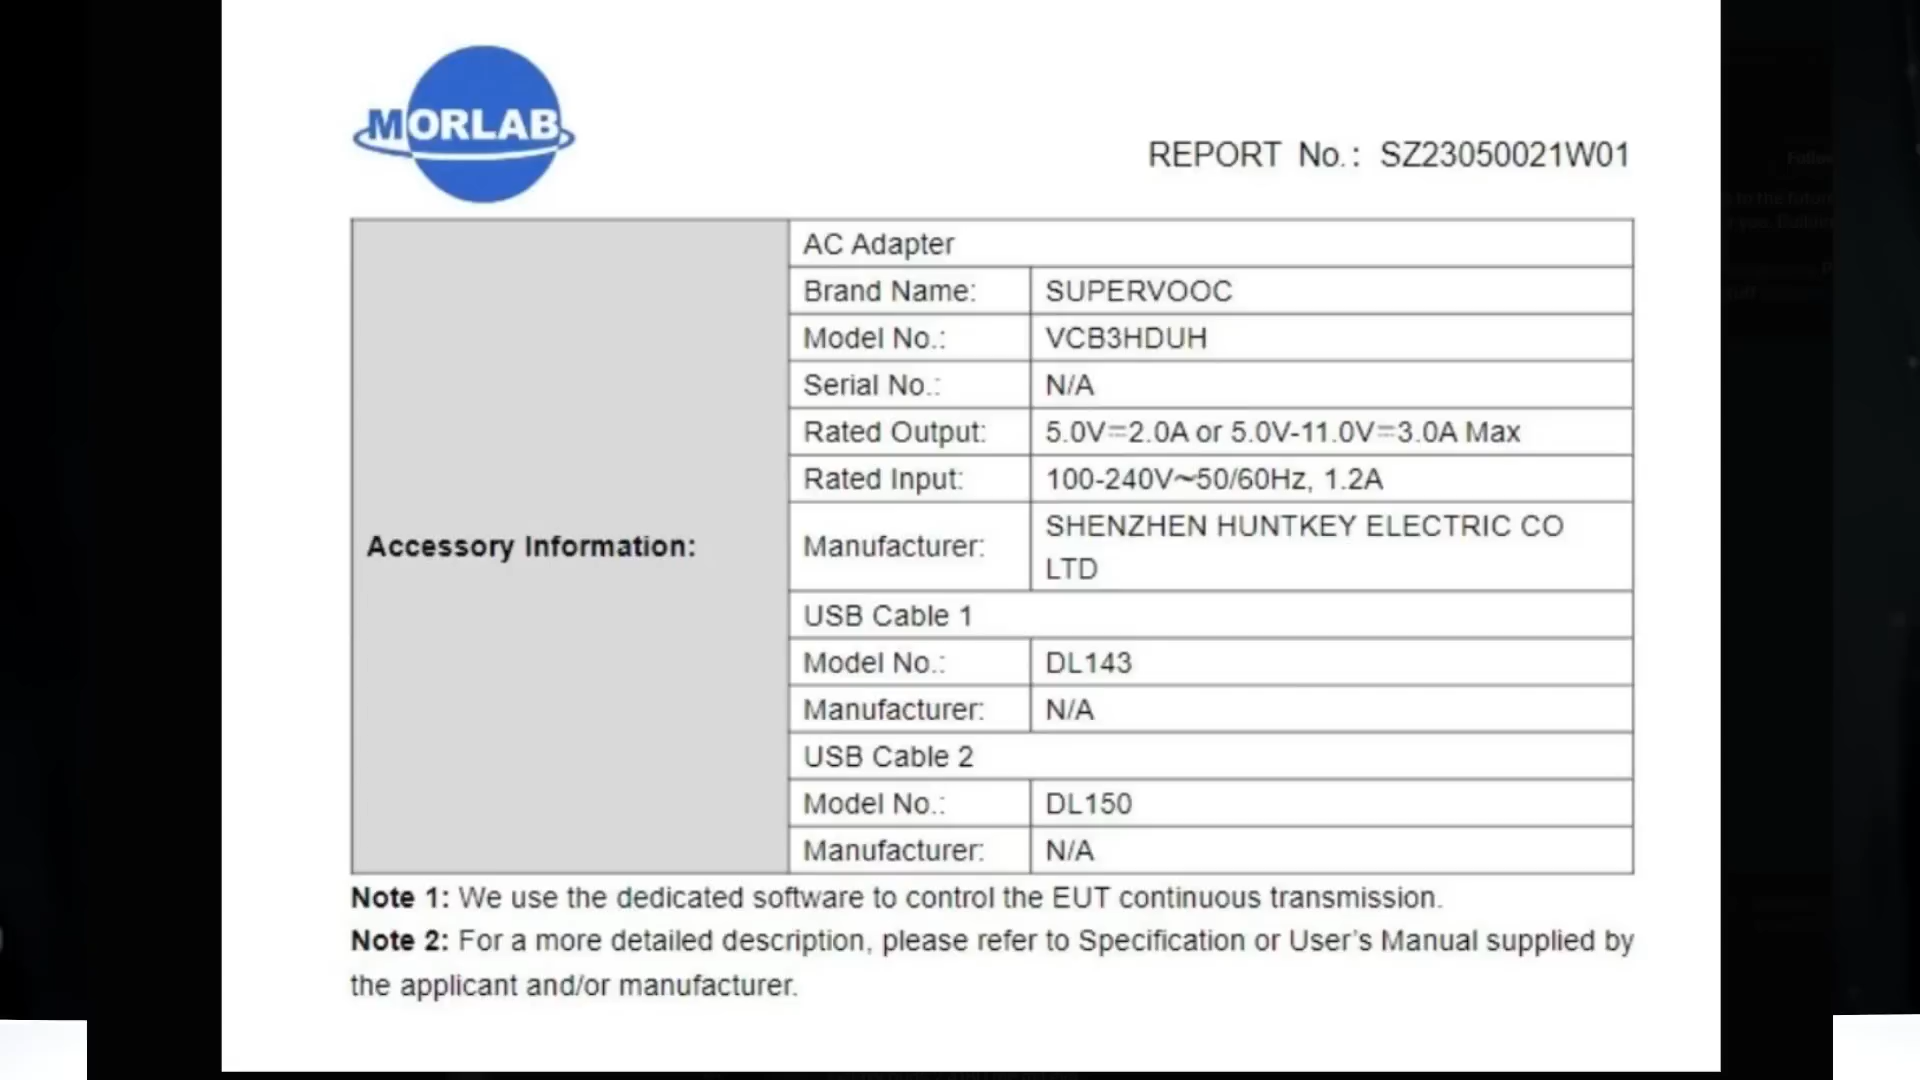 MORLAB
REPORT No.: SZ23050021W01
Accessory Information:
AC Adapter
Brand Name: SUPERVOOC
Model No.: VCB3HDUH
Serial No.: N/A
Rated Output: 5.0V=2.0A or 5.0V-11.0V=3.0A Max
Rated Input: 100-240V~50/60Hz, 1.2A
Manufacturer: SHENZHEN HUNTKEY ELECTRIC CO
LTD
USB Cable 1
Model No.: DL143
Manufacturer: N/A
USB Cable 2
Model No.: DL150
Manufacturer: N/A
Note 1: We use the dedicated software to control the EUT continuous transmission.
Note 2: For a more detailed description, please refer to Specification or User's Manual supplied by
the applicant and/or manufacturer.